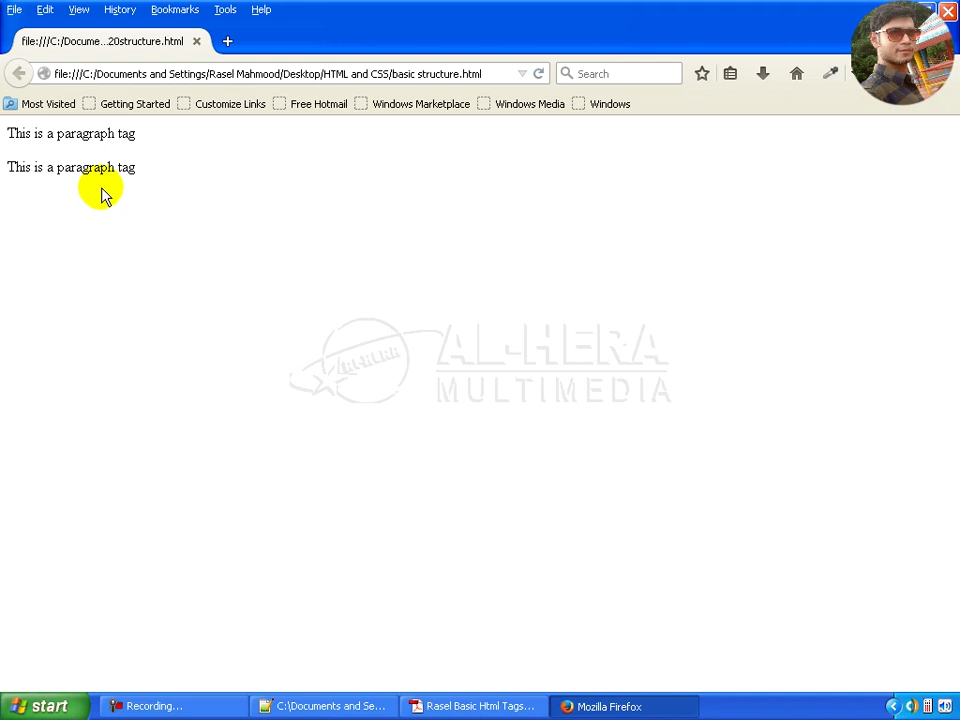 File Edit View History Bookmarks Tools Help
file:///C:/Docume...20structure.html
file:///C:/Documents and Settings/Rasel Mahmood/Desktop/HTML and CSS/basic structure.html Search
Most Visited Getting Started Customize Links Free Hotmail Windows Marketplace Windows Media Windows
This is a paragraph tag
This is a paragraph tag
AL-HERA AL-HERA
MULTIMEDIA
start Recording... C:\Documents and Se... Rasel Basic Html Tags... Mozilla Firefox